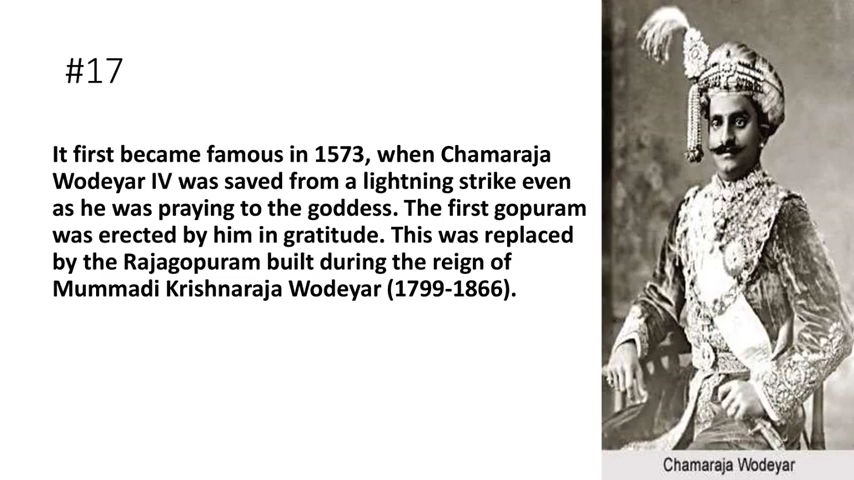 #17
It first became famous in 1573, when Chamaraja
Wodeyar IV was saved from a lightning strike even
as he was praying to the goddess. The first gopuram
was erected by him in gratitude. This was replaced
by the Rajagopuram built during the reign of
Mummadi Krishnaraja Wodeyar (1799-1866).
Chamaraja Wodeyar